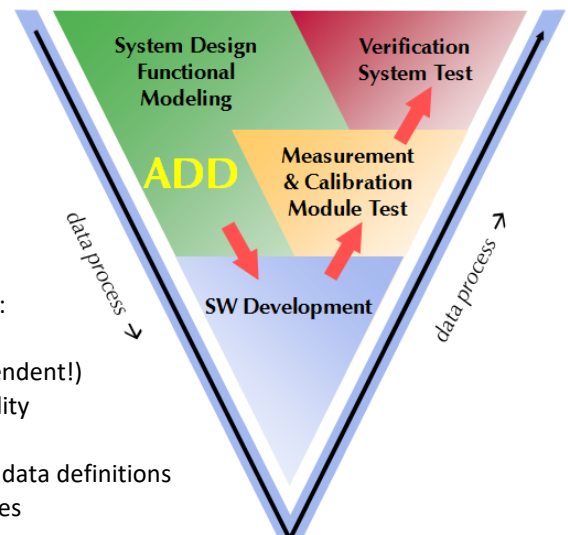 System Design
Functional
Modeling
Verification
System Test
ADD
Measurement
& Calibration
Module Test
SW Development
data process
data process
:
endent!)
lity
data definitions
es